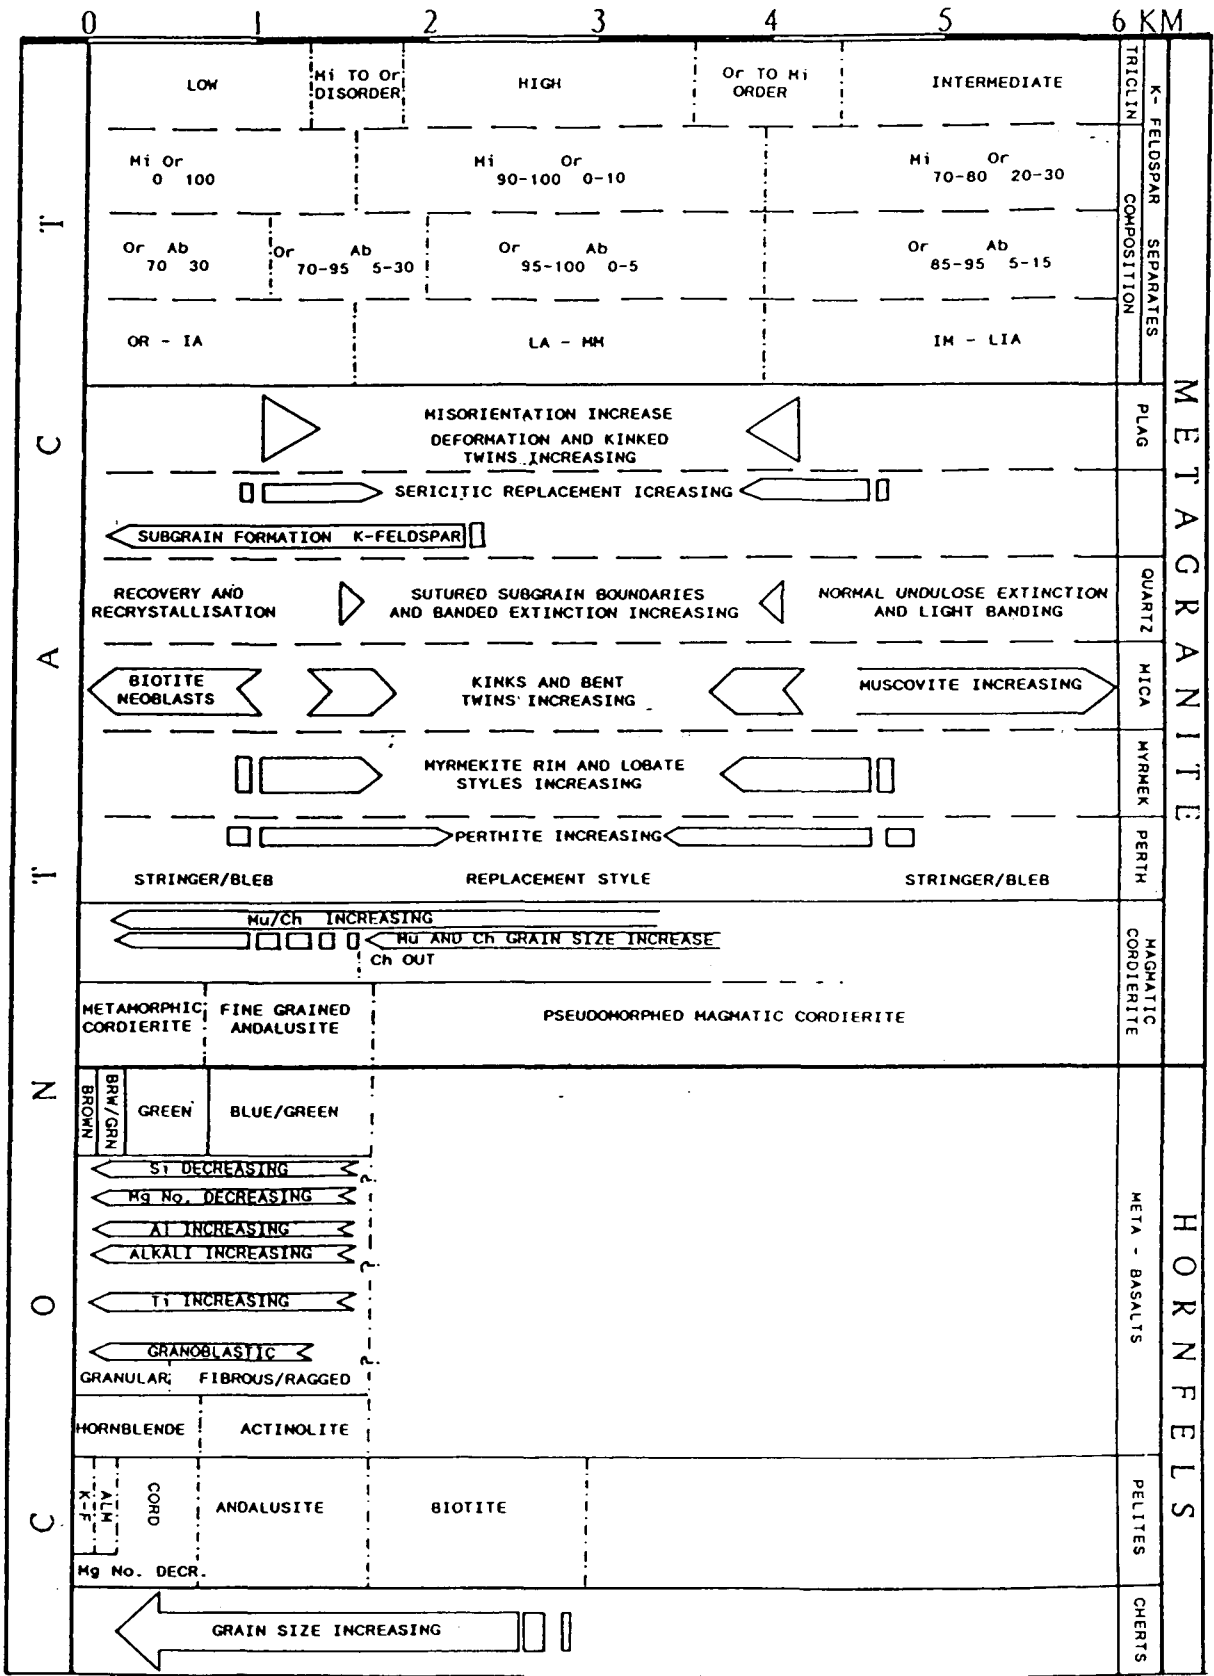 0 1 2 3 4 5 6 KM
CONTACT
METAGRANITE
HORNFELS
K- FELDSPAR SEPARATES
TRICLIN
LOW
Mi TO Or
DISORDER
HIGH
Or TO Mi
ORDER
INTERMEDIATE
COMPOSITION
Mi Or
0 100
Mi Or
90-100 0-10
Mi Or
70-80 20-30
Or Ab
70 30
Or Ab
70-95 5-30
Or Ab
95-100 0-5
Or Ab
85-95 5-15
OR - IA
LA - MM
IM - LIA
PLAG
MISORIENTATION INCREASE
DEFORMATION AND KINKED
TWINS INCREASING
SERICITIC REPLACEMENT ICREASING
SUBGRAIN FORMATION K-FELDSPAR
QUARTZ
RECOVERY AND
RECRYSTALLISATION
SUTURED SUBGRAIN BOUNDARIES
AND BANDED EXTINCTION INCREASING
NORMAL UNDULOSE EXTINCTION
AND LIGHT BANDING
MICA
BIOTITE
NEOBLASTS
KINKS AND BENT
TWINS INCREASING
MUSCOVITE INCREASING
MYRMEK
MYRMEKITE RIM AND LOBATE
STYLES INCREASING
PERTH
PERTHITE INCREASING
STRINGER/BLEB
REPLACEMENT STYLE
STRINGER/BLEB
MAGMATIC
CORDIERITE
Mu/Ch INCREASING
Mu AND Ch GRAIN SIZE INCREASE
Ch OUT
METAMORPHIC
CORDIERITE
FINE GRAINED
ANDALUSITE
PSEUDOMORPHED MAGMATIC CORDIERITE
META - BASALTS
BROWN
BRW/GRN
GREEN
BLUE/GREEN
Si DECREASING
Mg No. DECREASING
Al INCREASING
ALKALI INCREASING
Ti INCREASING
GRANOBLASTIC
GRANULAR
FIBROUS/RAGGED
HORNBLENDE
ACTINOLITE
PELITES
K-F
ALM
CORD
ANDALUSITE
BIOTITE
Mg No. DECR.
CHERTS
GRAIN SIZE INCREASING